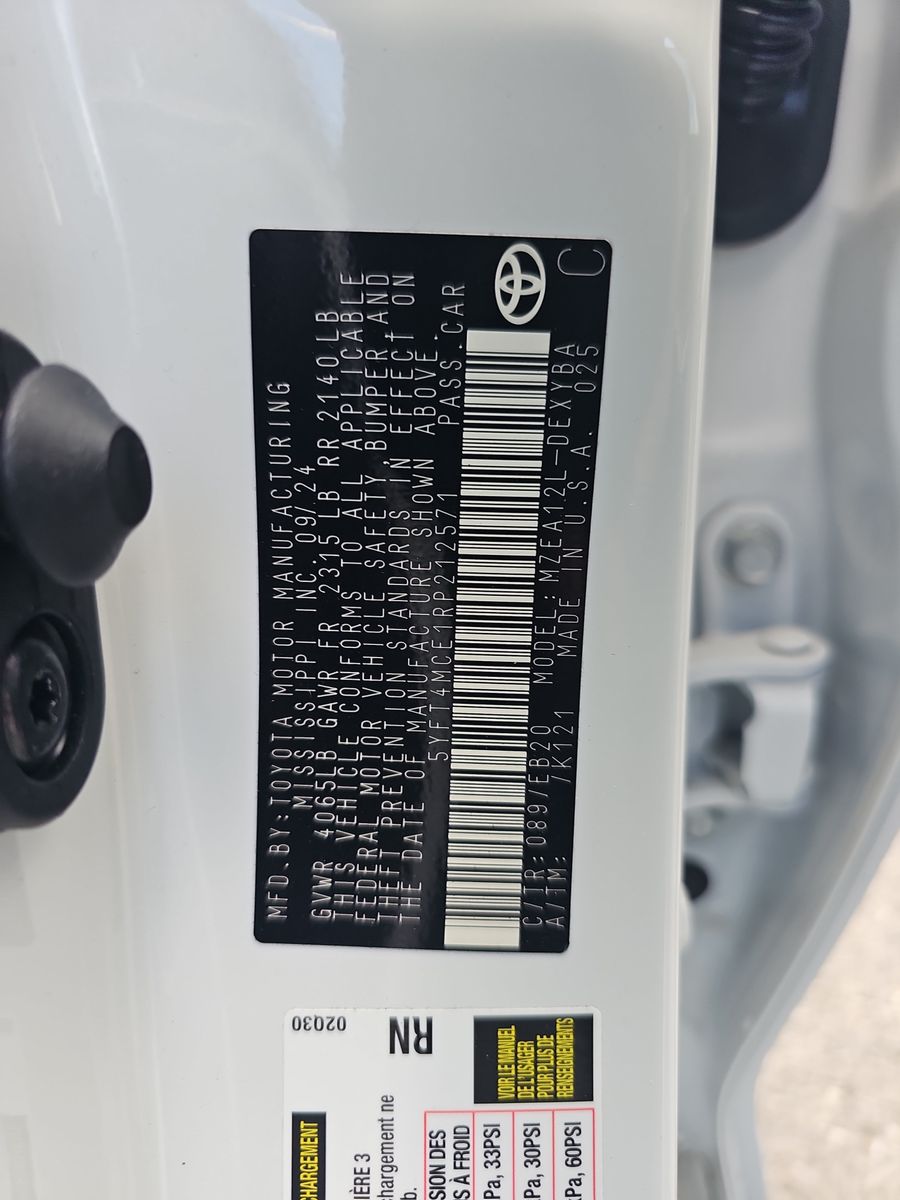 MFD.BY:TOYOTA MOTOR MANUFACTURING
MISSISSIPPI INC. 09/24
GVWR 4065LB GAWR FR 2315 LB RR 2140 LB
THIS VEHICLE CONFORMS TO ALL APPLICABLE
FEDERAL MOTOR VEHICLE SAFETY, BUMPER, AND
THEFT PREVENTION STANDARDS IN EFFECT ON
THE DATE OF MANUFACTURE SHOWN ABOVE.
5YFT4MCE1RP212571 PASS.CAR
C/TR: 089/EB20 MODEL: MZEA12L-DEXYBA
A/TM: /K121 MADE IN U.S.A. 025
C
02Q30
RN
VOIR LE MANUEL
DE L'USAGER
POUR PLUS DE
RENSEIGNEMENTS
CHARGEMENT
IÈRE 3
chargement ne
b.
SION DES
S À FROID
Pa, 33PSI
Pa, 30PSI
Pa, 60PSI